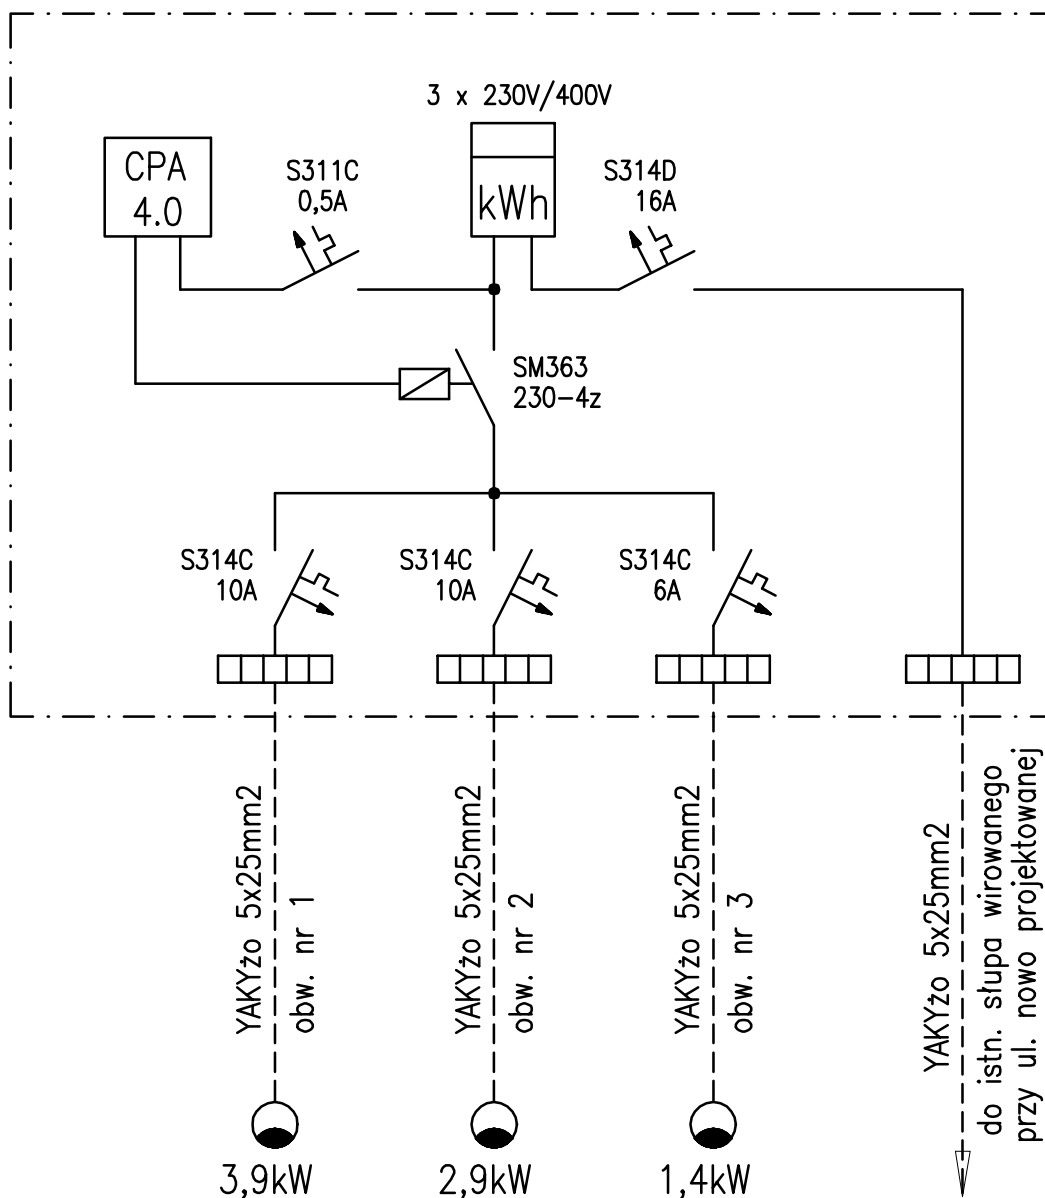 3 x 230V/400V
CPA
4.0
S311C
0,5A
kWh
S314D
16A
SM363
230-4z
S314C
10A
S314C
10A
S314C
6A
YAKYżo 5x25mm2
obw. nr 1
YAKYżo 5x25mm2
obw. nr 2
YAKYżo 5x25mm2
obw. nr 3
YAKYżo 5x25mm2
do istn. słupa wirowanego
przy ul. nowo projektowanej
3,9kW
2,9kW
1,4kW